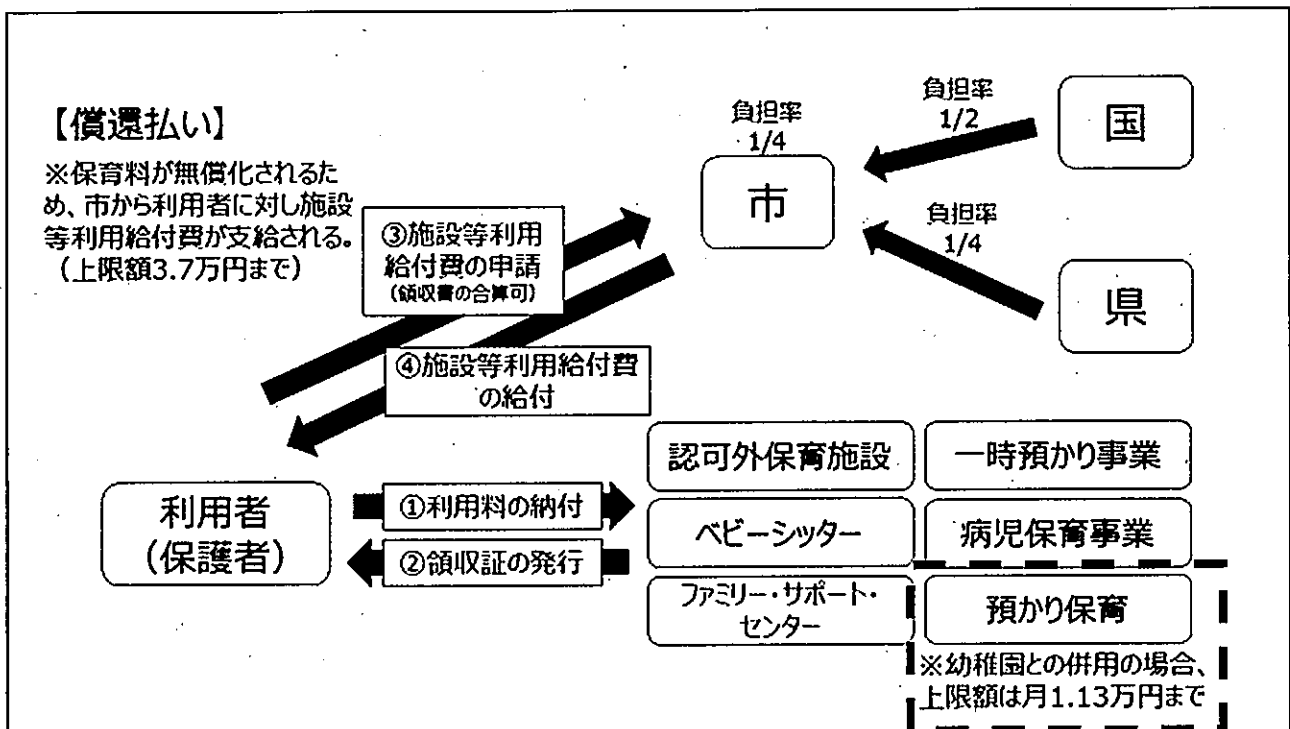 【償還払い】
※保育料が無償化されるた
め、市から利用者に対し施設
等利用給付費が支給される。
（上限額3.7万円まで）
負担率
1/4
市
負担率
1/2
国
負担率
1/4
県
③施設等利用
給付費の申請
（領収書の合算可）
④施設等利用給付費
の給付
利用者
（保護者）
①利用料の納付
②領収証の発行
認可外保育施設
一時預かり事業
ベビーシッター
病児保育事業
ファミリー・サポート・
センター
預かり保育
※幼稚園との併用の場合、
上限額は月1.13万円まで